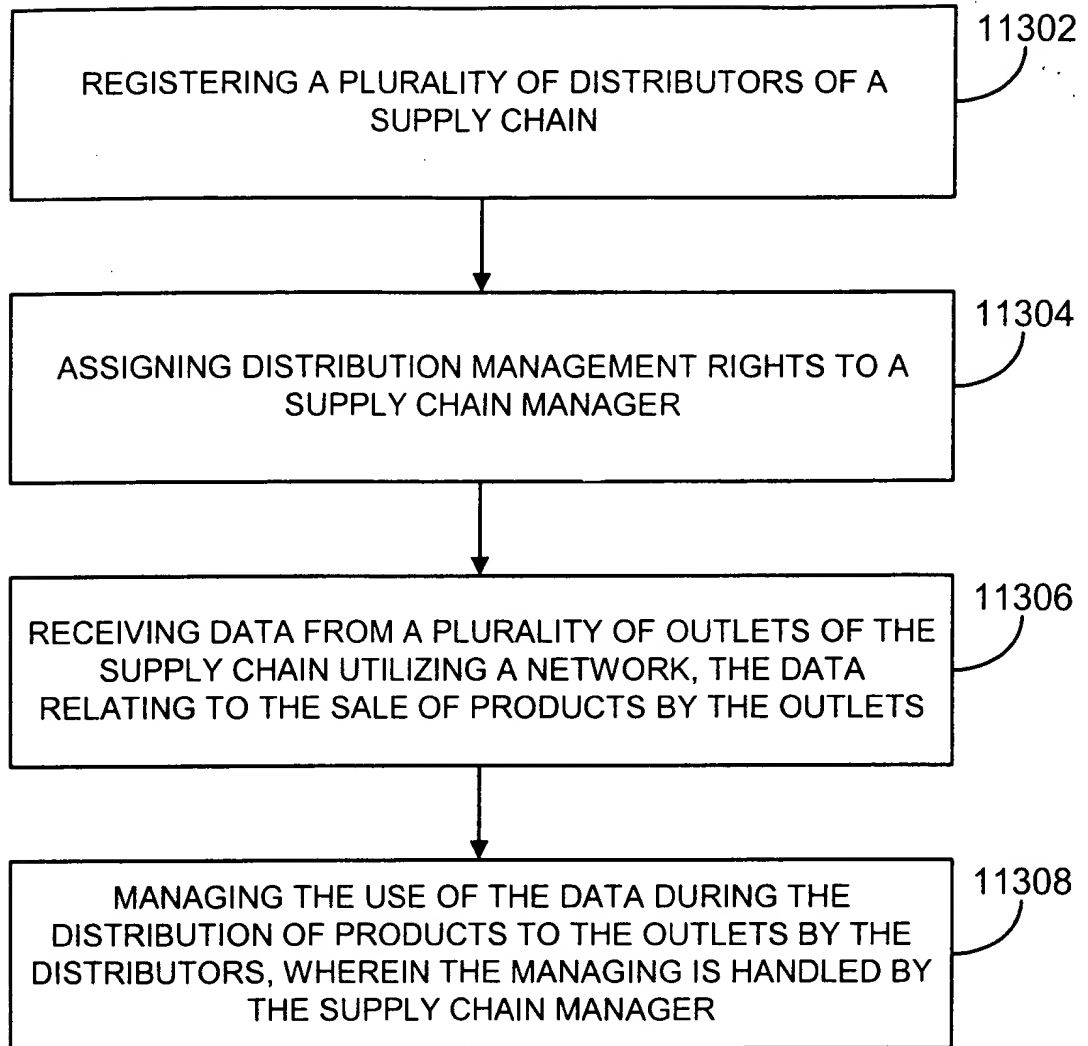 11302
REGISTERING A PLURALITY OF DISTRIBUTORS OF A
SUPPLY CHAIN
11304
ASSIGNING DISTRIBUTION MANAGEMENT RIGHTS TO A
SUPPLY CHAIN MANAGER
11306
RECEIVING DATA FROM A PLURALITY OF OUTLETS OF THE
SUPPLY CHAIN UTILIZING A NETWORK, THE DATA
RELATING TO THE SALE OF PRODUCTS BY THE OUTLETS
11308
MANAGING THE USE OF THE DATA DURING THE
DISTRIBUTION OF PRODUCTS TO THE OUTLETS BY THE
DISTRIBUTORS, WHEREIN THE MANAGING IS HANDLED BY
THE SUPPLY CHAIN MANAGER